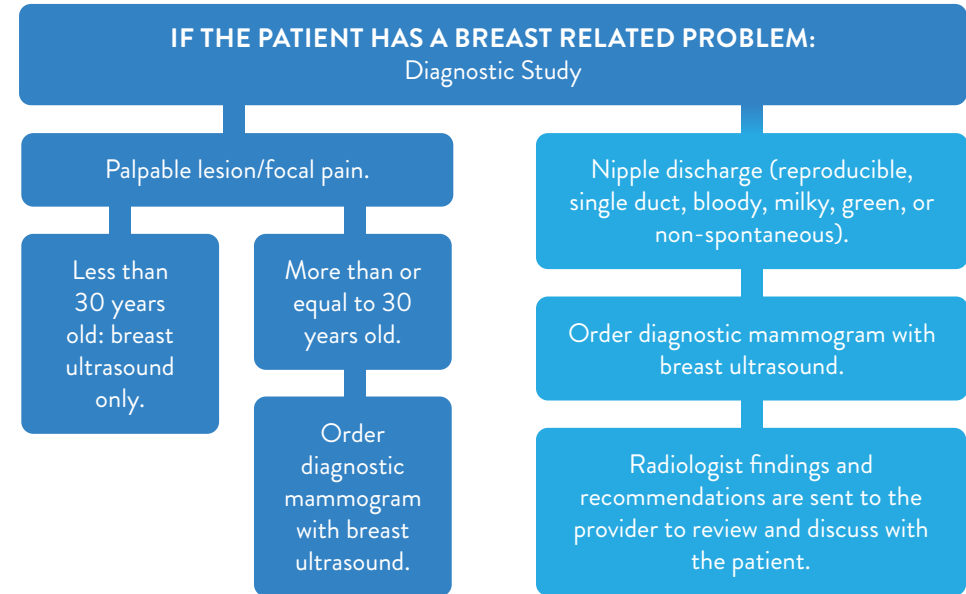 IF THE PATIENT HAS A BREAST RELATED PROBLEM:
Diagnostic Study
Palpable lesion/focal pain.
Less than
30 years
old: breast
ultrasound
only.
More than or
equal to 30
years old.
Order
diagnostic
mammogram
with breast
ultrasound.
Nipple discharge (reproducible,
single duct, bloody, milky, green, or
non-spontaneous).
Order diagnostic mammogram with
breast ultrasound.
Radiologist findings and
recommendations are sent to the
provider to review and discuss with
the patient.